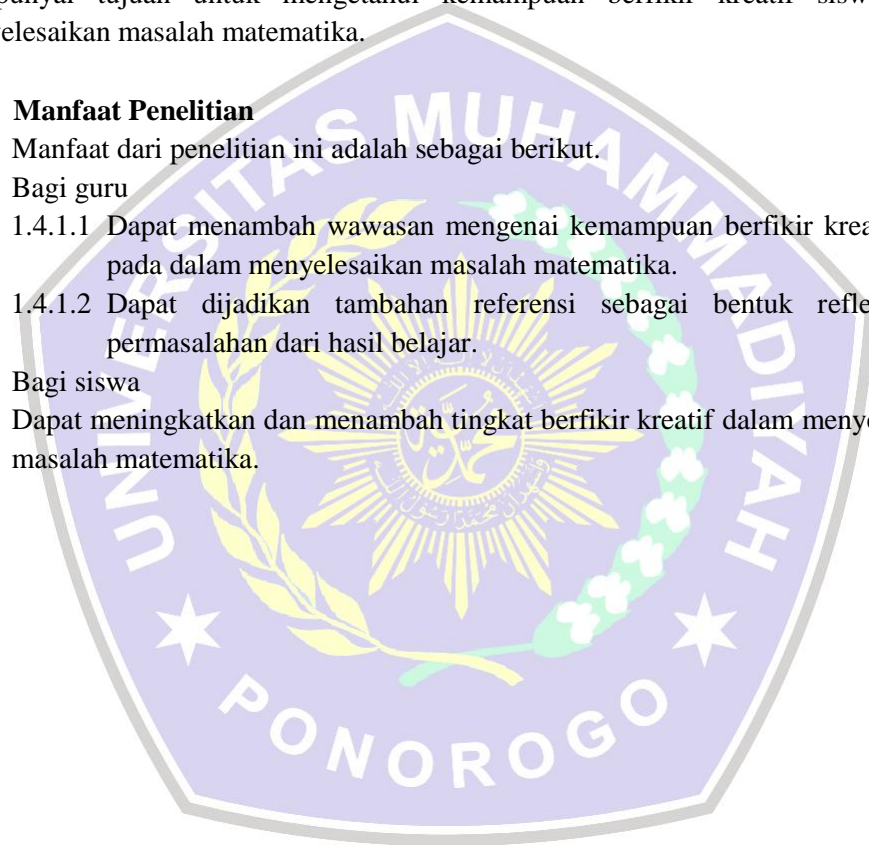 tujuan untuk mengetahui kemampuan berfikir kreatif
elesaikan masalah matematika.
Manfaat Penelitian
Manfaat dari penelitian ini adalah sebagai berikut.
Bagi guru
1.4.1.1 Dapat menambah wawasan mengenai kemampuan berfikir krea
pada dalam menyelesaikan masalah matematika.
1.4.1.2 Dapat dijadikan tambahan referensi sebagai bentuk refle
permasalahan dari hasil belajar.
Bagi siswa
Dapat meningkatkan dan menambah tingkat berfikir kreatif dalam menye
masalah matematika.
UNIVERSITAS MUHAMMADIYAH
PONOROGO